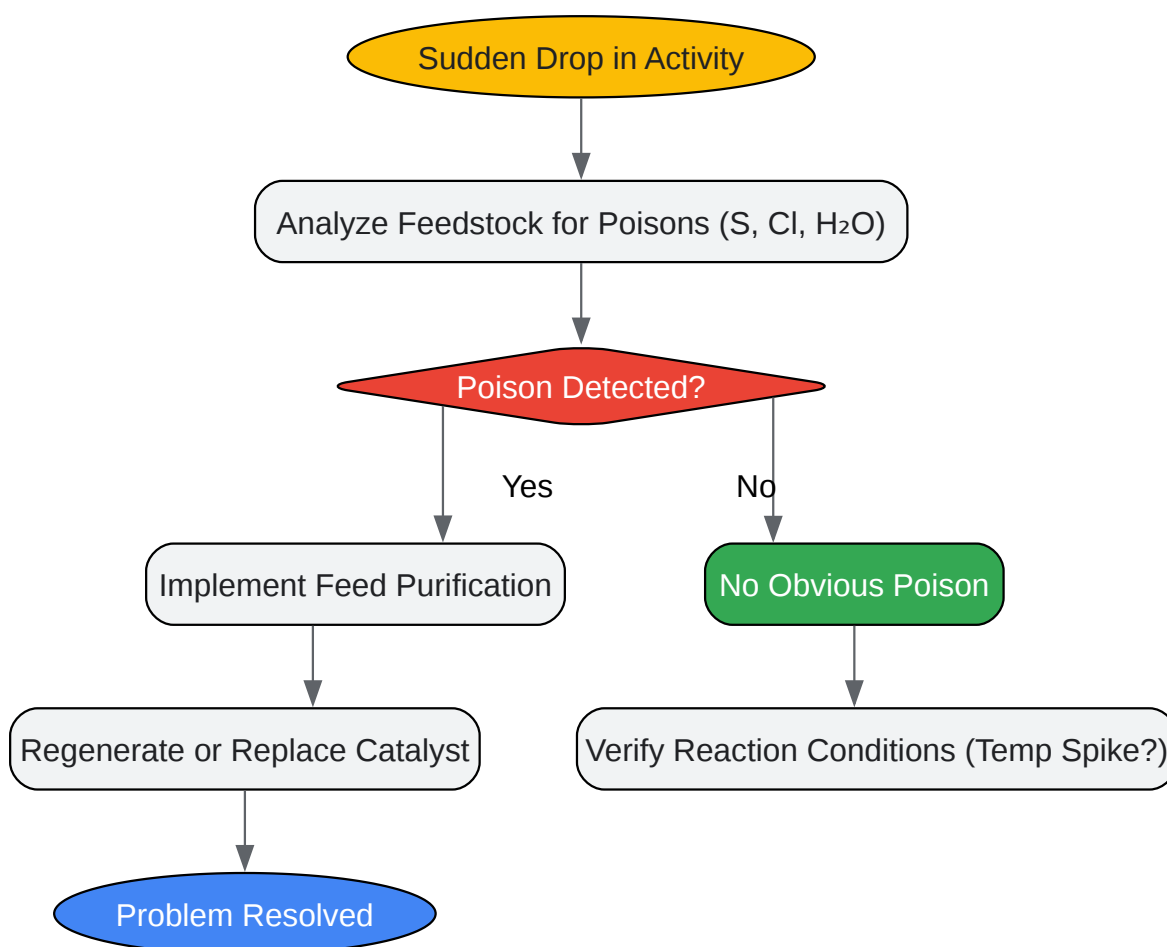 Sudden Drop in Activity
Analyze Feedstock for Poisons (S, Cl, H₂O)
Poison Detected?
Yes
No
Implement Feed Purification
No Obvious Poison
Regenerate or Replace Catalyst
Verify Reaction Conditions (Temp Spike?)
Problem Resolved